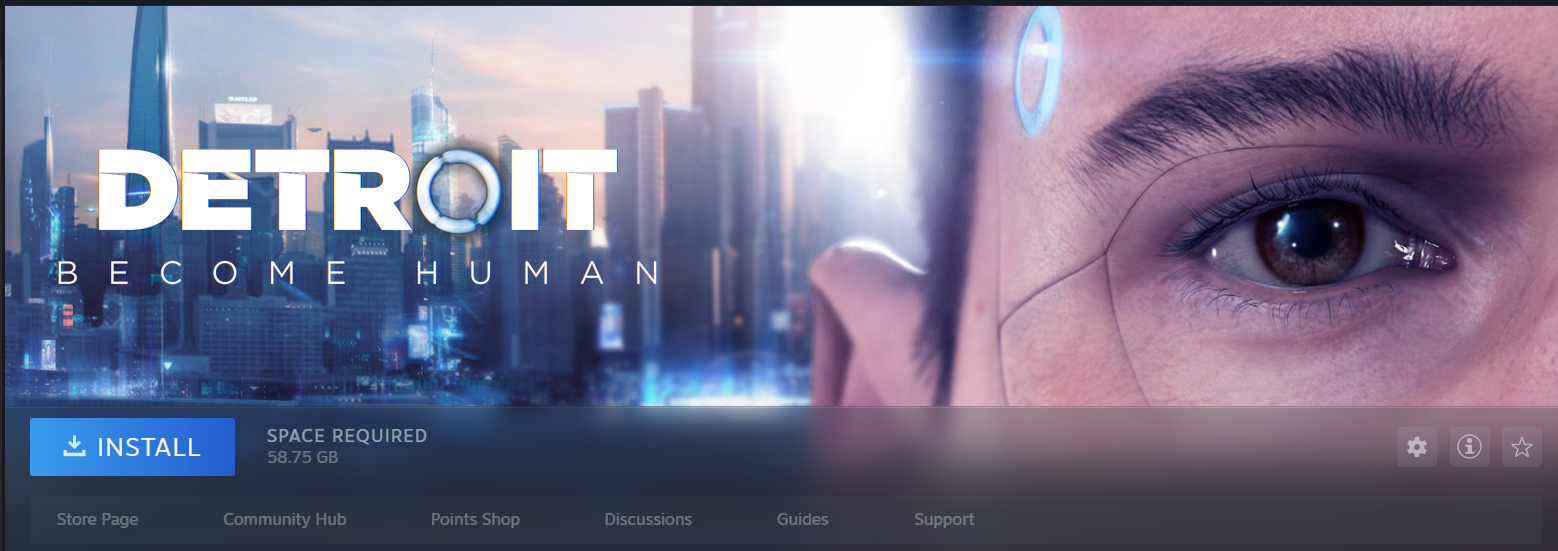 DETROIT
BECOME HUMAN
INSTALL
SPACE REQUIRED
58.75 GB
Store Page
Community Hub
Points Shop
Discussions
Guides
Support